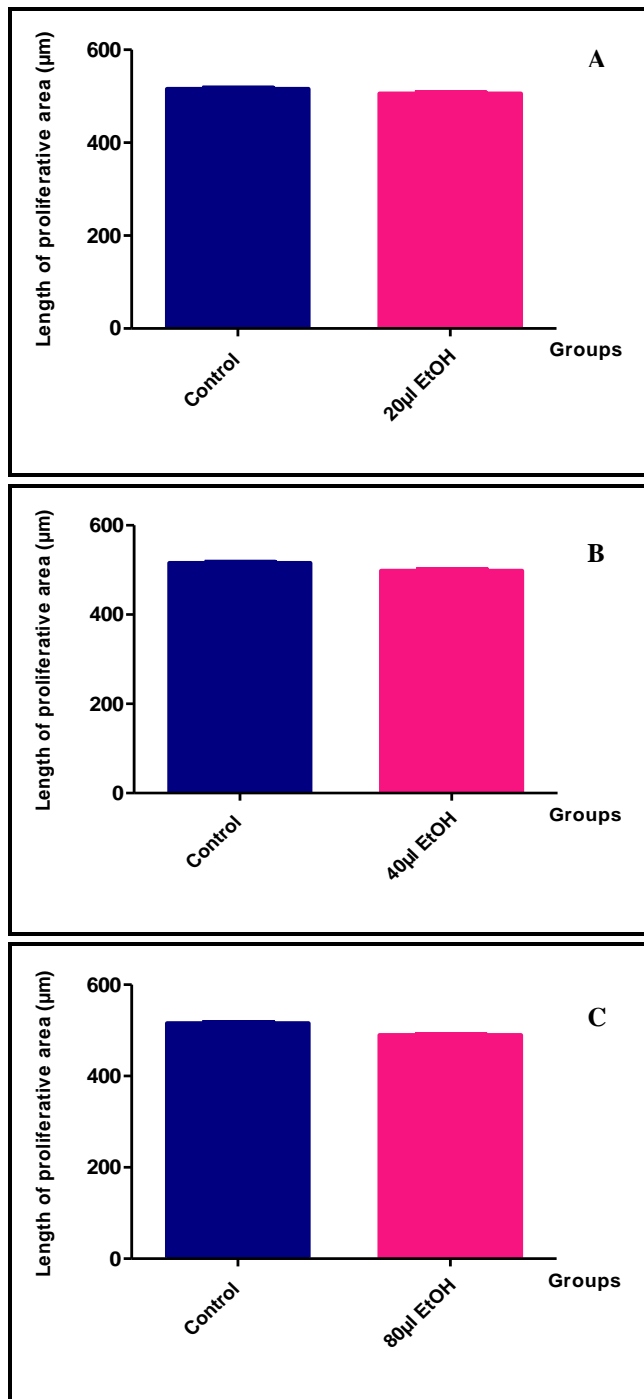 A
Length of proliferative area (µm)
600
400
200
0
Control
20µl EtOH
Groups
B
Length of proliferative area (µm)
600
400
200
0
Control
40µl EtOH
Groups
C
Length of proliferative area (µm)
600
400
200
0
Control
80µl EtOH
Groups